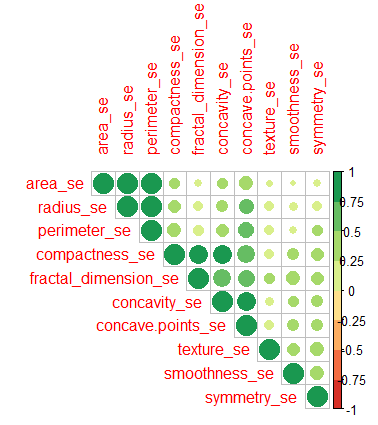 area_se
radius_se
perimeter_se
compactness_se
fractal_dimension_se
concavity_se
concave.points_se
texture_se
smoothness_se
symmetry_se
area_se
radius_se
perimeter_se
compactness_se
fractal_dimension_se
concavity_se
concave.points_se
texture_se
smoothness_se
symmetry_se
1
0.75
0.5
0.25
0
-0.25
-0.5
-0.75
-1